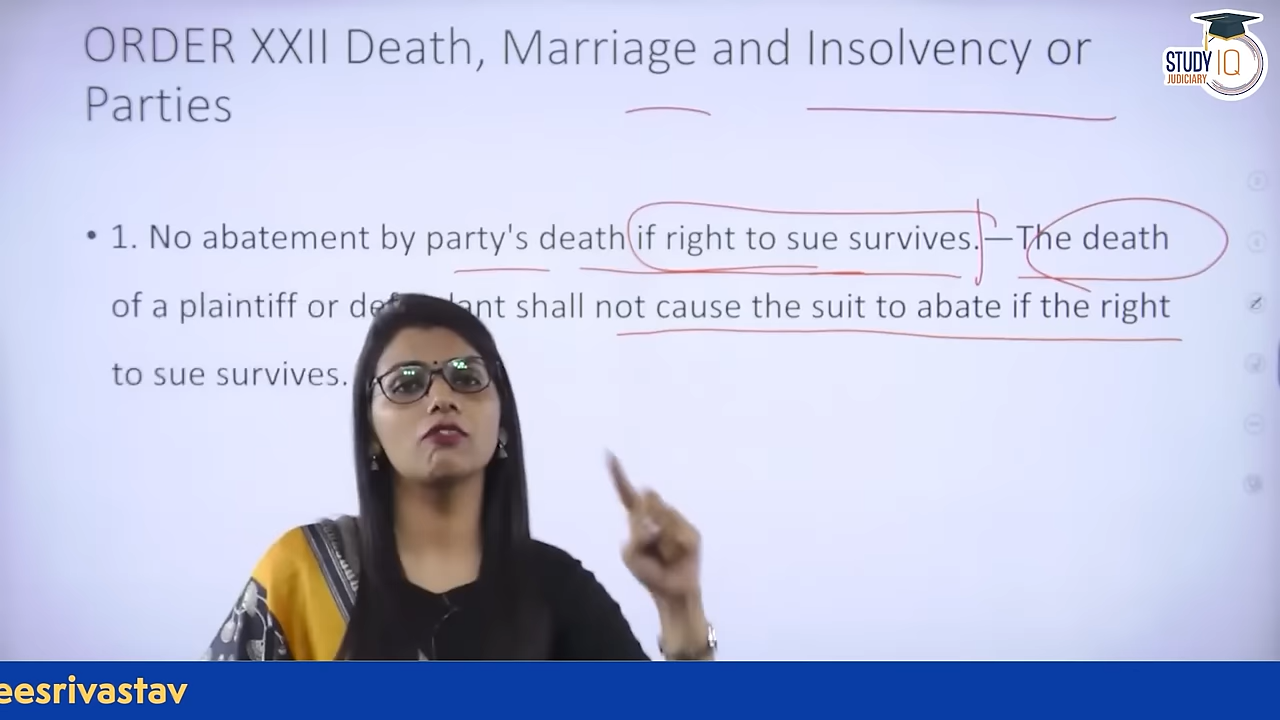 ORDER XXII Death, Marriage and Insolvency or
Parties
STUDY IQ
JUDICIARY
• 1. No abatement by party's death if right to sue survives.—The death
of a plaintiff or defendant shall not cause the suit to abate if the right
to sue survives.
eesrivastav